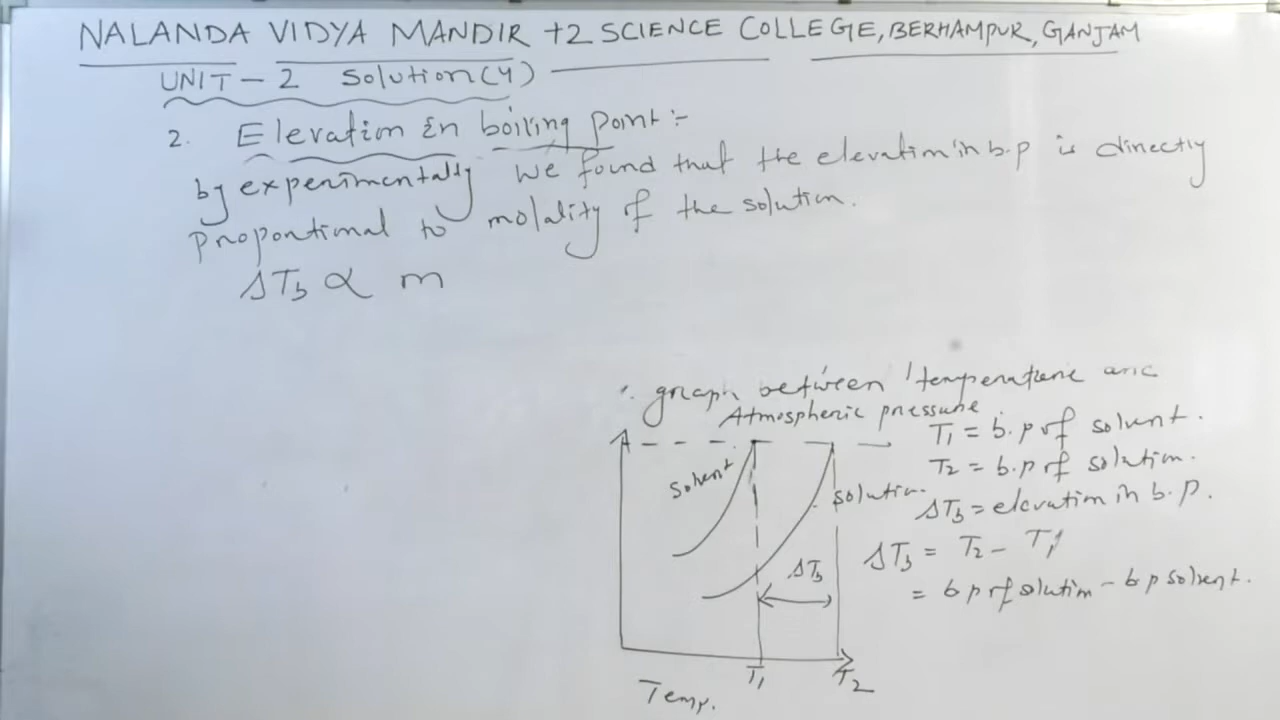 NALANDA VIDYA MANDIR +2 SCIENCE COLLEGE, BERHAMPUR, GANJAM
UNIT - 2 Solution (4)
2. Elevation in boiling point :-
by experimentally we found that the elevation in b.p is directly
proportional to molality of the solution.
ΔTb ∝ m
graph between temperature and
Atmospheric pressure
solvent
solution
ΔTb
T1
T2
Temp.
T1 = b.p of solvent.
T2 = b.p of solution.
ΔTb = elevation in b.p.
ΔTb = T2 - T1
= b p of solution - b p solvent.